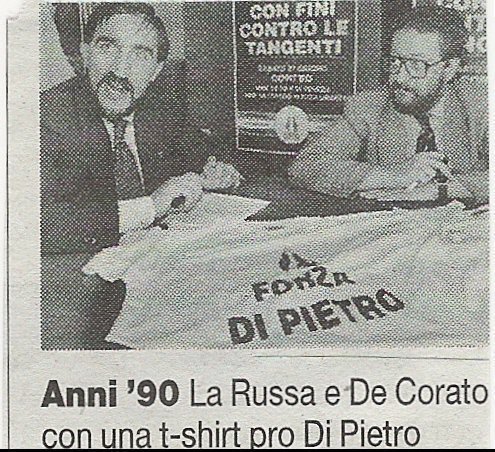 CON FINI
CONTRO LE
TANGENTI
CORTEO
FORZA
DI PIETRO
Anni '90 La Russa e De Corato
con una t-shirt pro Di Pietro